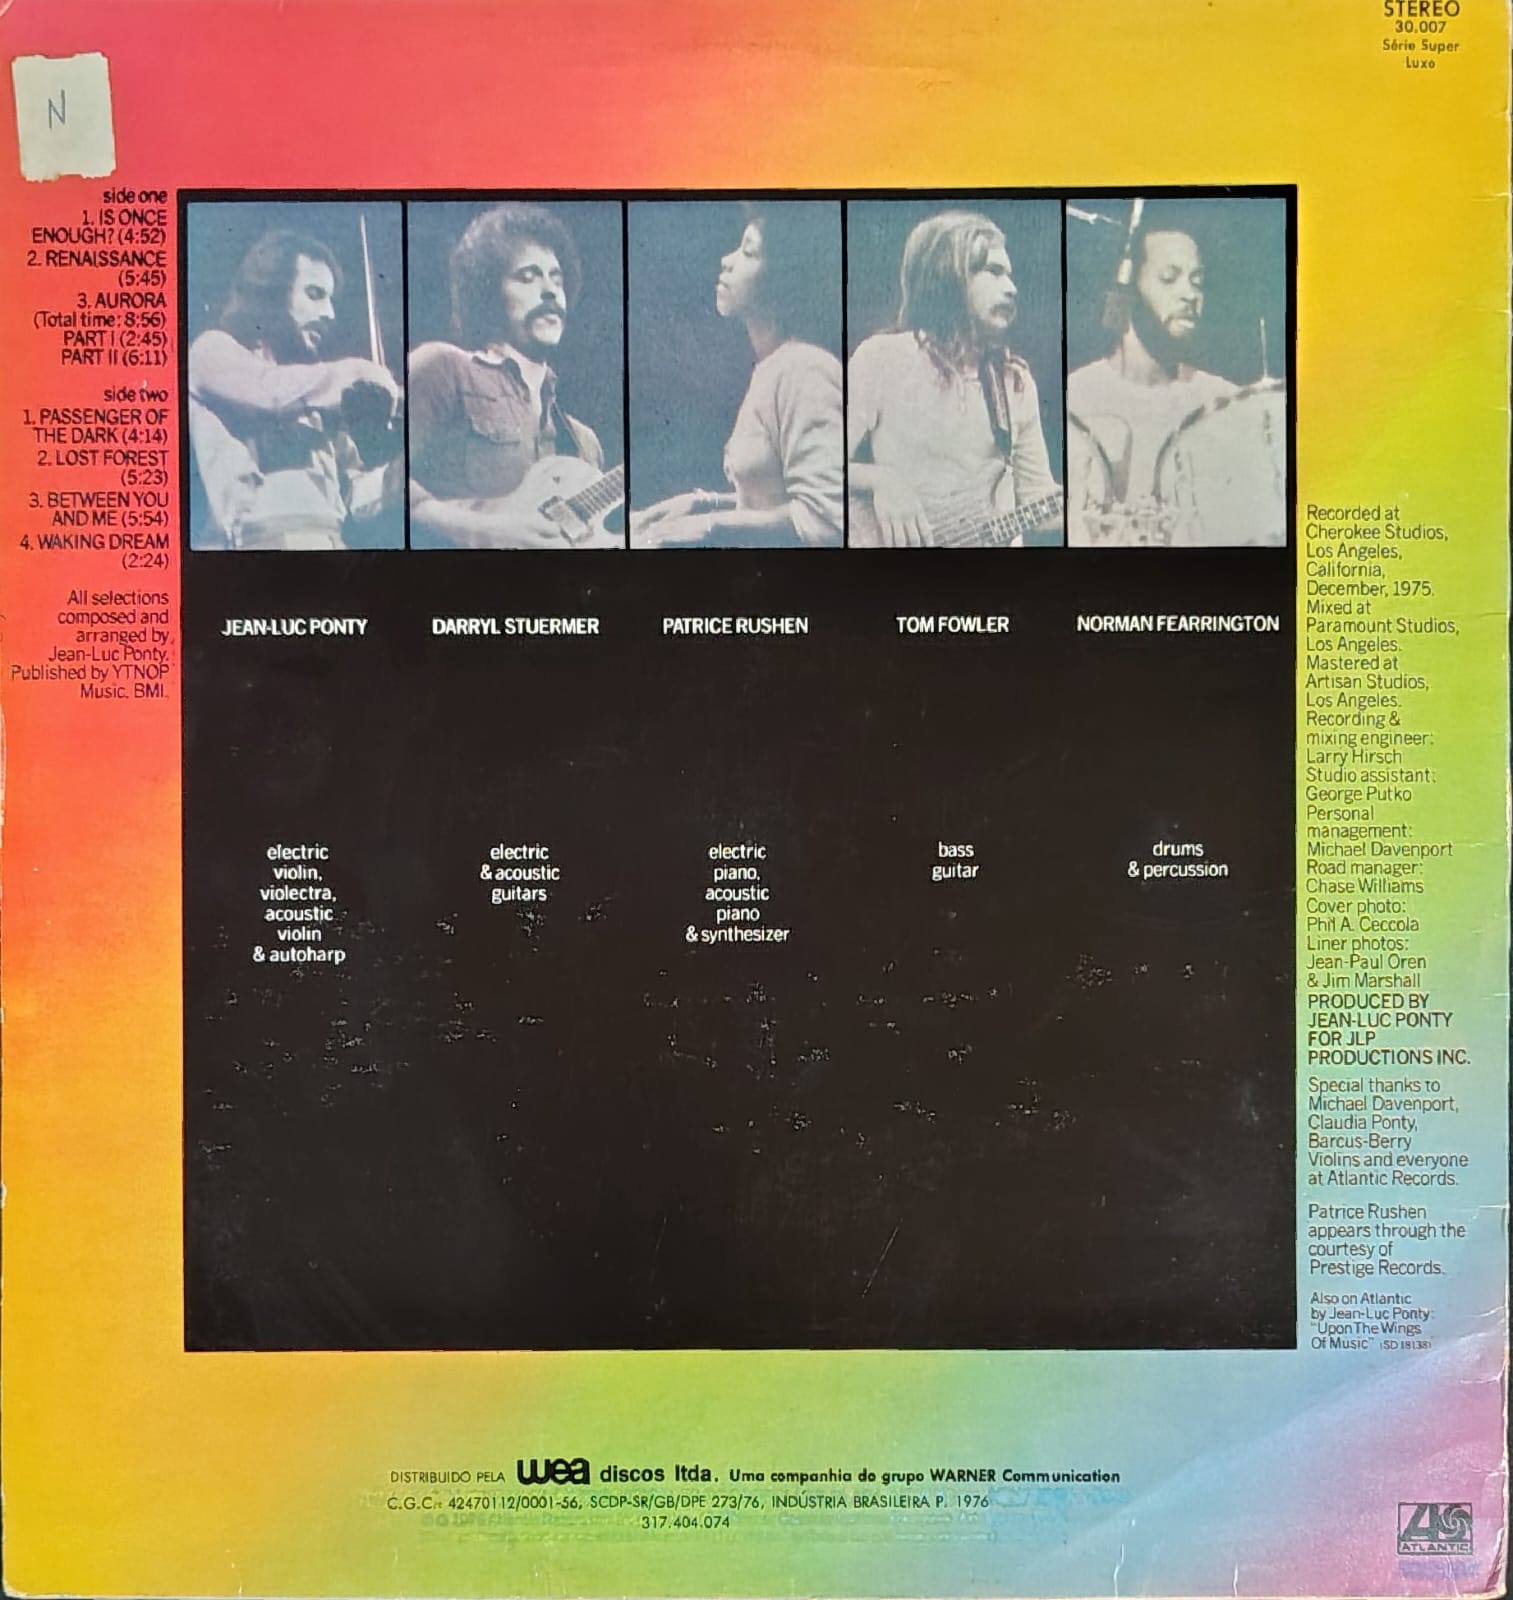 STEREO
30.007
Série Super
Luxo
N
side one
1. IS ONCE
ENOUGH? (4:52)
2. RENAISSANCE
(5:45)
3. AURORA
(Total time: 8:56)
PART I (2:45)
PART II (6:11)
side two
1. PASSENGER OF
THE DARK (4:14)
2. LOST FOREST
(5:23)
3. BETWEEN YOU
AND ME (5:54)
4. WAKING DREAM
(2:24)
All selections
composed and
arranged by
Jean-Luc Ponty.
Published by YTNOP
Music. BMI.
JEAN-LUC PONTY
DARRYL STUERMER
PATRICE RUSHEN
TOM FOWLER
NORMAN FEARRINGTON
electric
violin,
violectra,
acoustic
violin
& autoharp
electric
& acoustic
guitars
electric
piano,
acoustic
piano
& synthesizer
bass
guitar
drums
& percussion
Recorded at
Cherokee Studios,
Los Angeles,
California,
December, 1975.
Mixed at
Paramount Studios,
Los Angeles.
Mastered at
Artisan Studios,
Los Angeles.
Recording &
mixing engineer:
Larry Hirsch
Studio assistant:
George Putko
Personal
management:
Michael Davenport
Road manager:
Chase Williams
Cover photo:
Phil A. Ceccola
Liner photos:
Jean-Paul Oren
& Jim Marshall
PRODUCED BY
JEAN-LUC PONTY
FOR JLP
PRODUCTIONS INC.
Special thanks to
Michael Davenport,
Claudia Ponty,
Barcus-Berry
Violins and everyone
at Atlantic Records.
Patrice Rushen
appears through the
courtesy of
Prestige Records.
Also on Atlantic
by Jean-Luc Ponty:
"Upon The Wings
Of Music" (SD 18138)
DISTRIBUIDO PELA wea discos ltda. Uma companhia do grupo WARNER Communication
C.G.C.: 42470112/0001-56, SCDP-SR/GB/DPE 273/76, INDÚSTRIA BRASILEIRA P. 1976
317.404.074
ATLANTIC